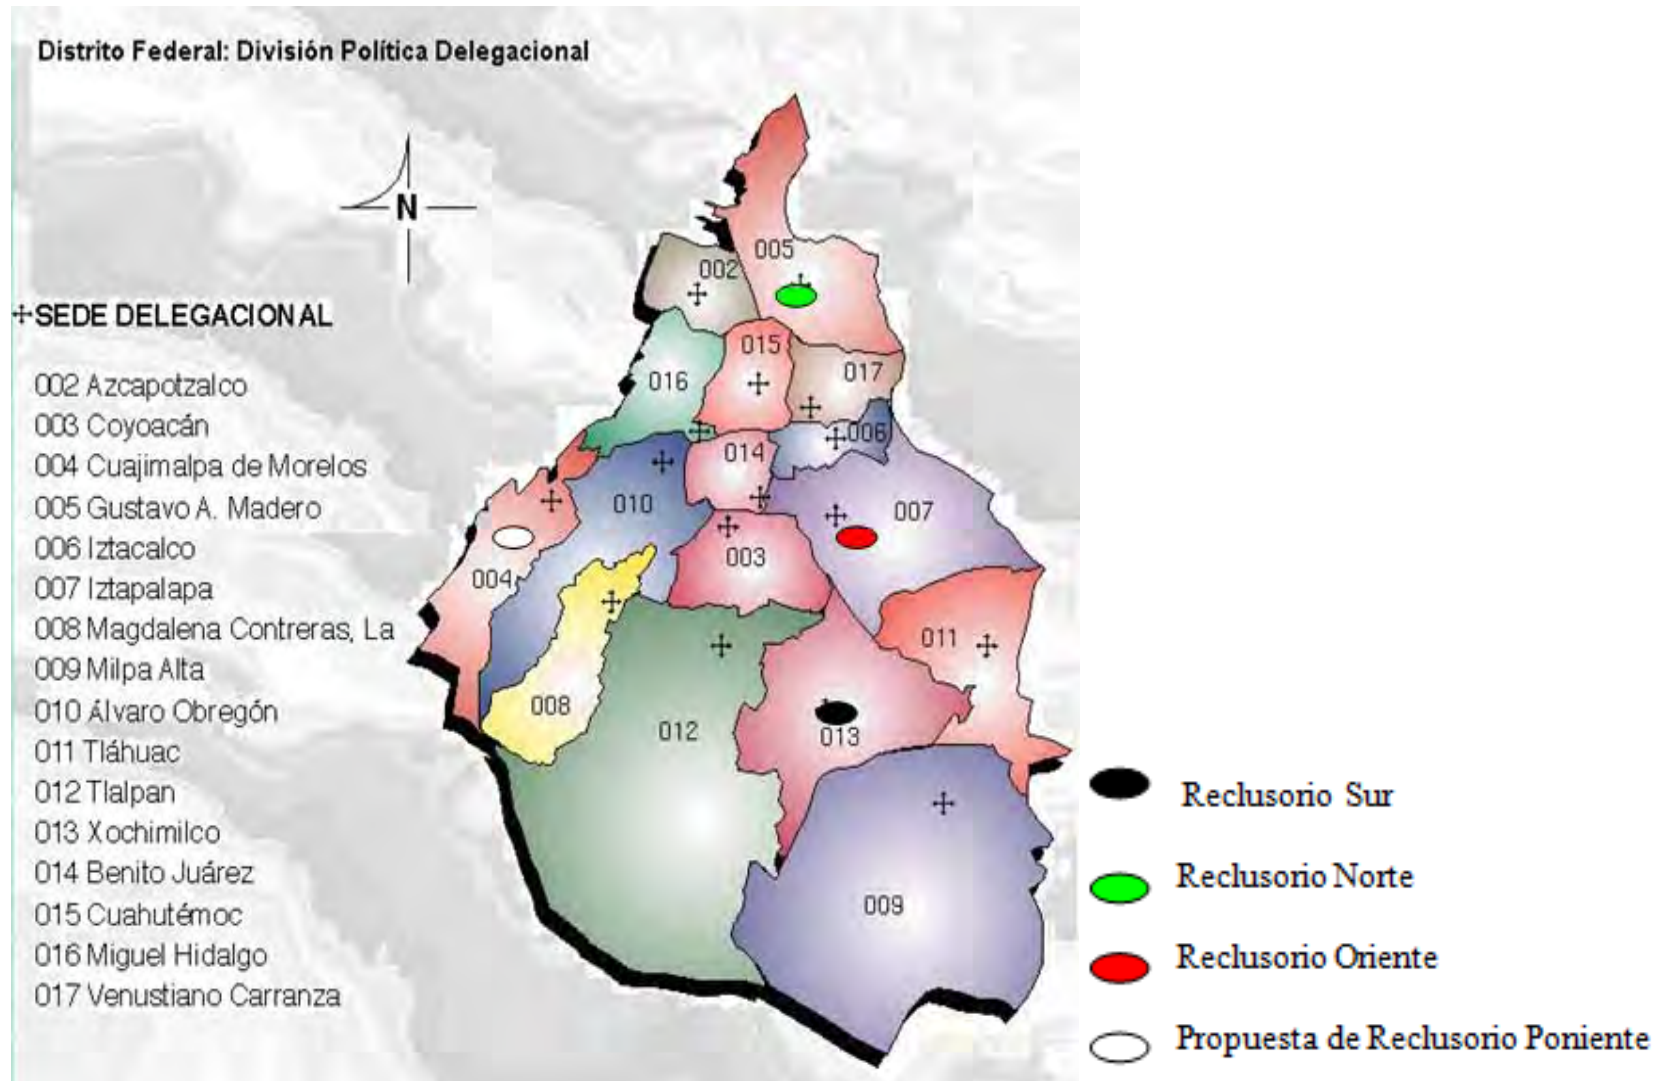 Distrito Federal: División Política Delegacional
N
SEDE DELEGACIONAL
002 Azcapotzalco
003 Coyoacán
004 Cuajimalpa de Morelos
005 Gustavo A. Madero
006 Iztacalco
007 Iztapalapa
008 Magdalena Contreras, La
009 Milpa Alta
010 Álvaro Obregón
011 Tláhuac
012 Tlalpan
013 Xochimilco
014 Benito Juárez
015 Cuahutémoc
016 Miguel Hidalgo
017 Venustiano Carranza
005
002
015
016
017
006
014
010
007
003
004
011
008
012
013
009
Reclusorio Sur
Reclusorio Norte
Reclusorio Oriente
Propuesta de Reclusorio Poniente